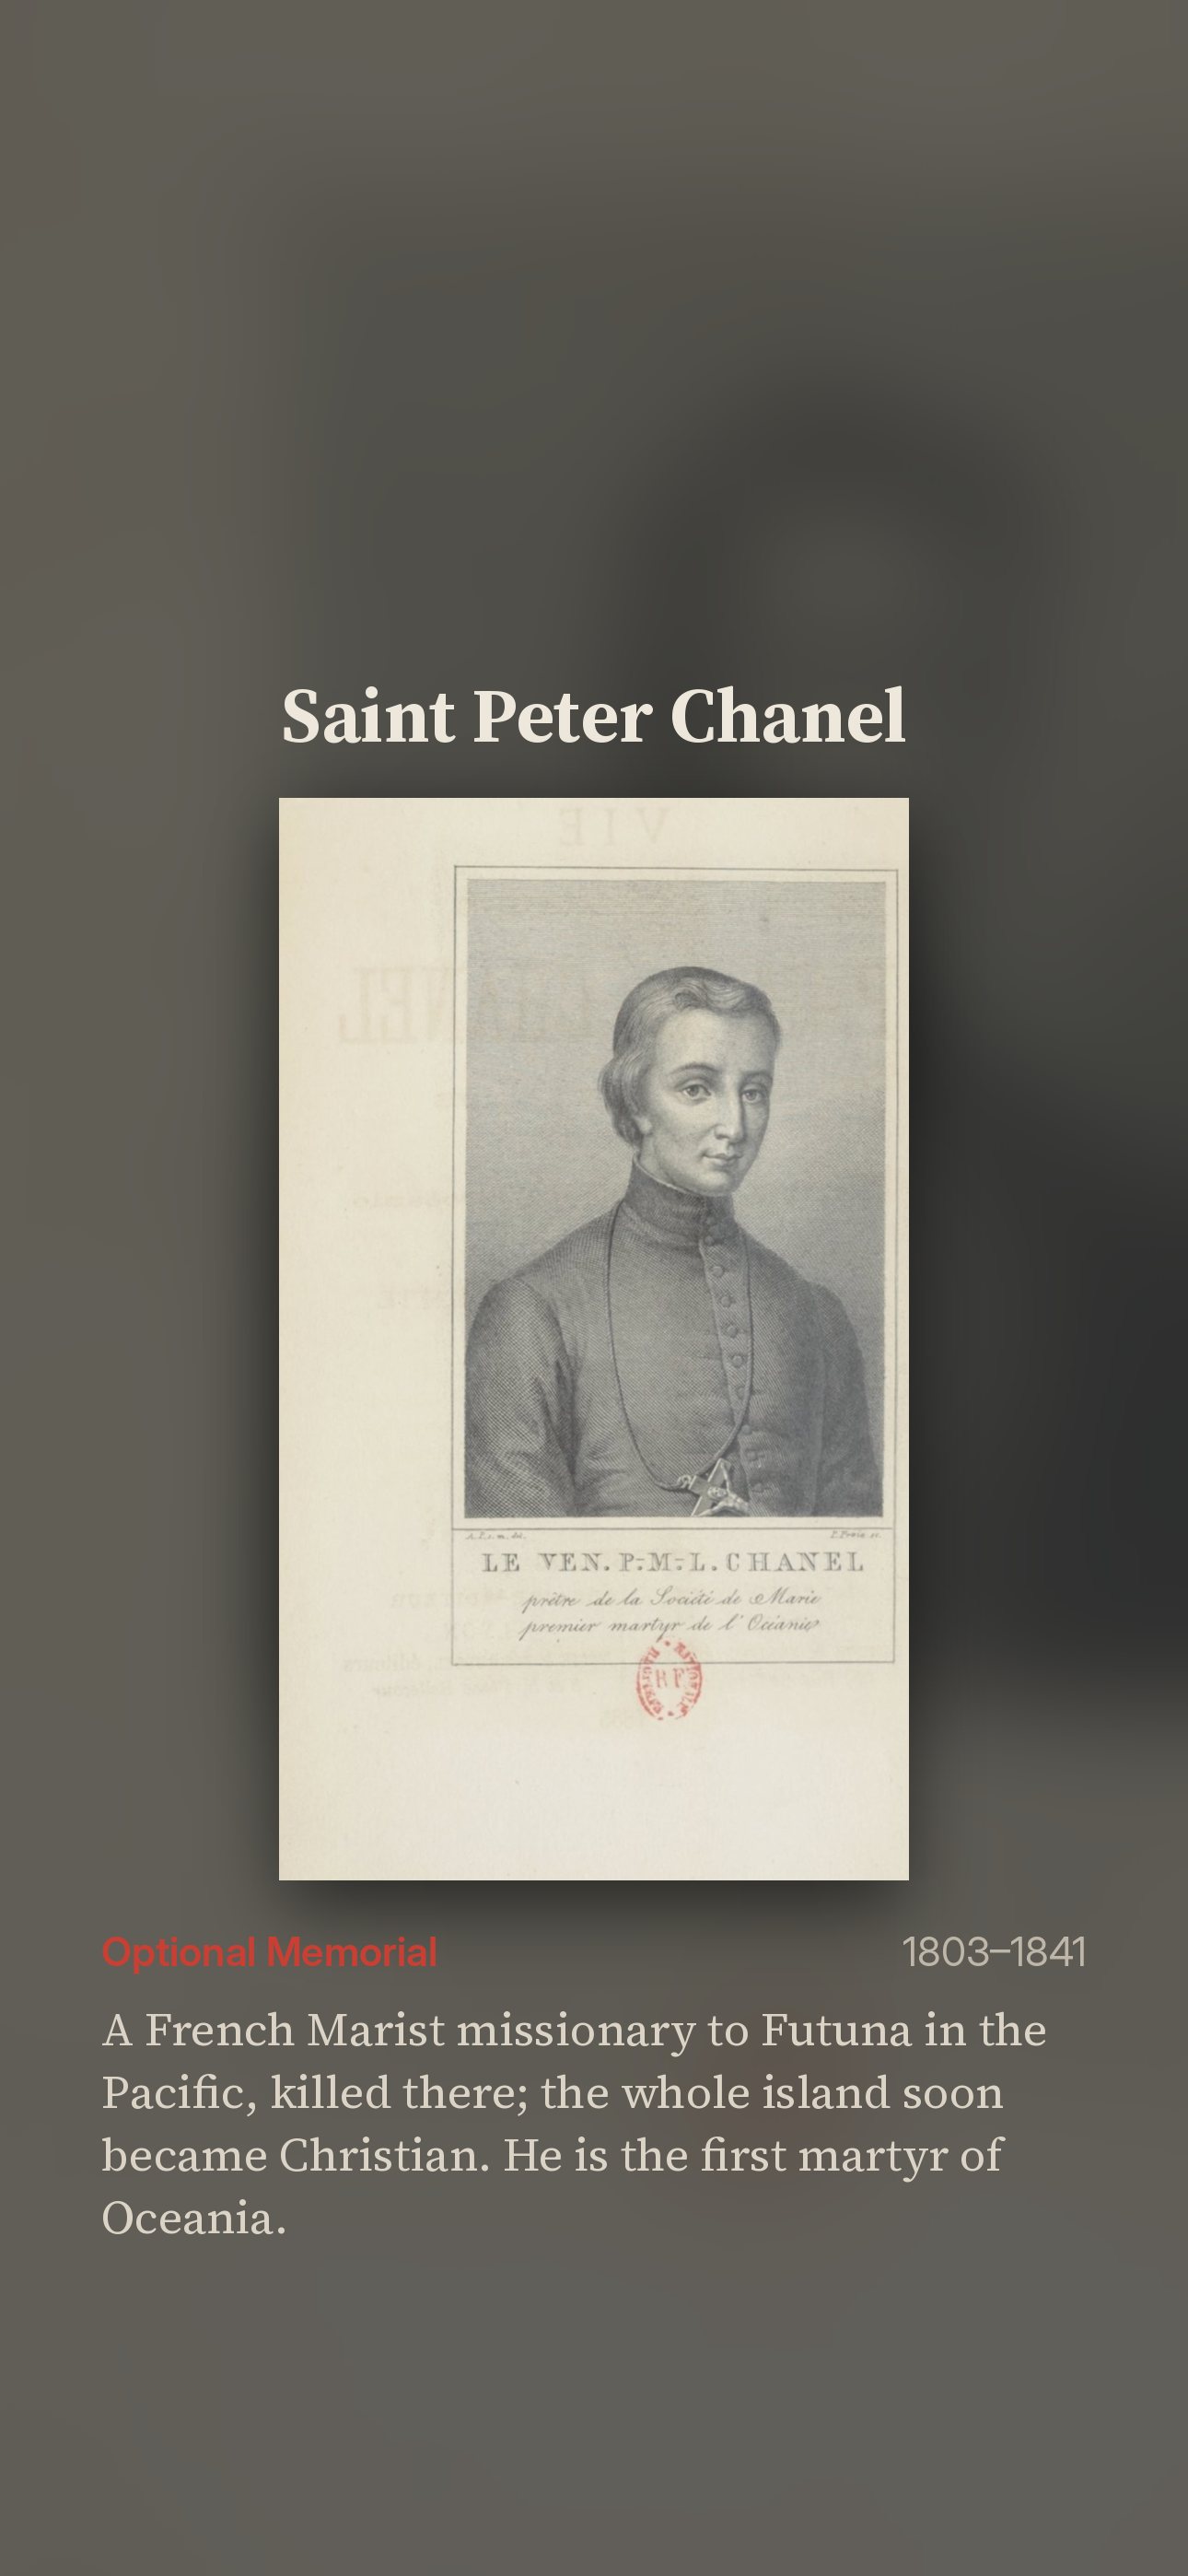 Saint Peter Chanel
VIE
CHANEL
LE VEN. P.-M.-L. CHANEL
prêtre de la Société de Marie
premier martyr de l'Océanie
R F
Optional Memorial
1803–1841
A French Marist missionary to Futuna in the
Pacific, killed there; the whole island soon
became Christian. He is the first martyr of
Oceania.